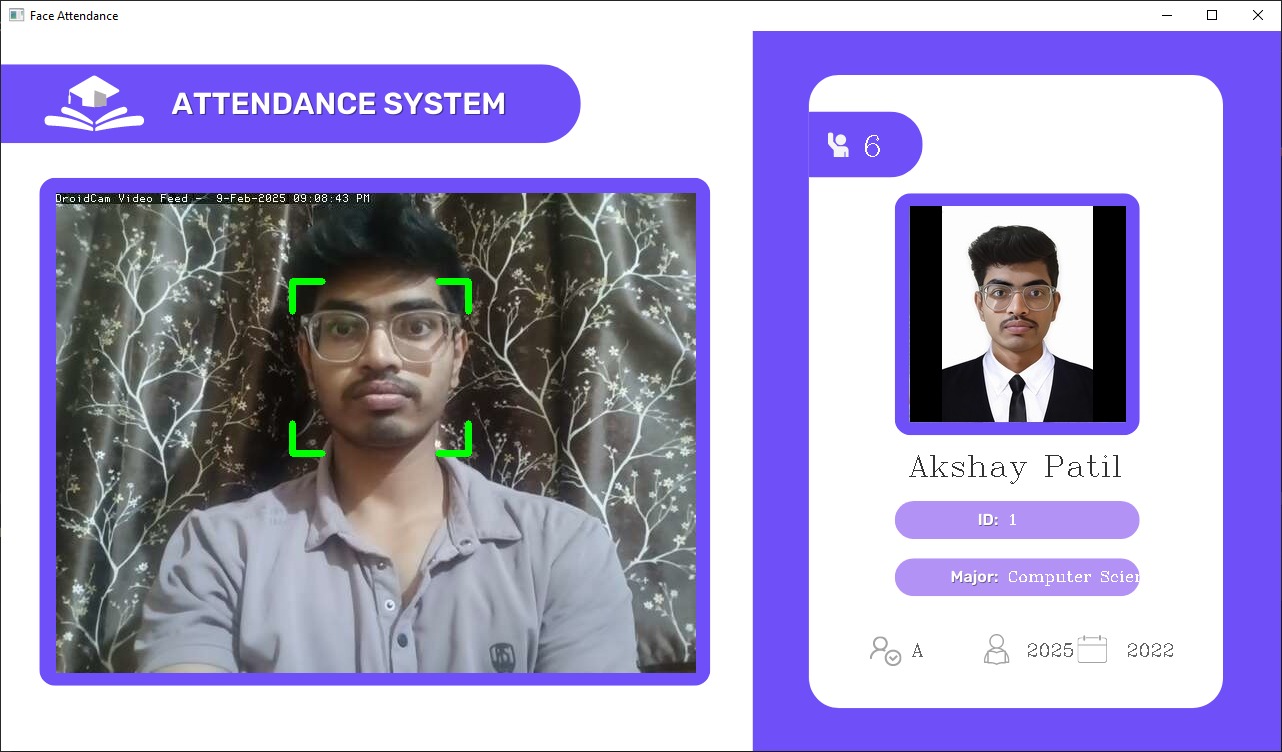 Face Attendance
ATTENDANCE SYSTEM
DroidCam Video Feed - 9-Feb-2025 09:08:43 PM
6
Akshay Patil
ID: 1
Major: Computer Scien
A
2025
2022